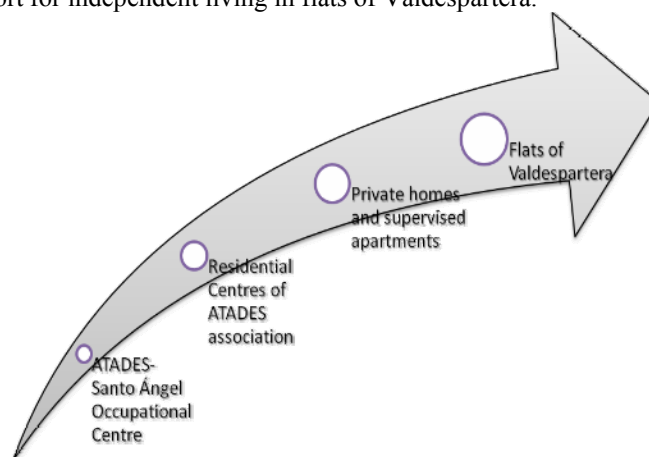 ort for independent living in flats of Valdespartera.
Flats of
Valdespartera
Private homes
and supervised
apartments
Residential
Centres of
ATADES
association
ATADES-
Santo Ángel
Occupational
Centre